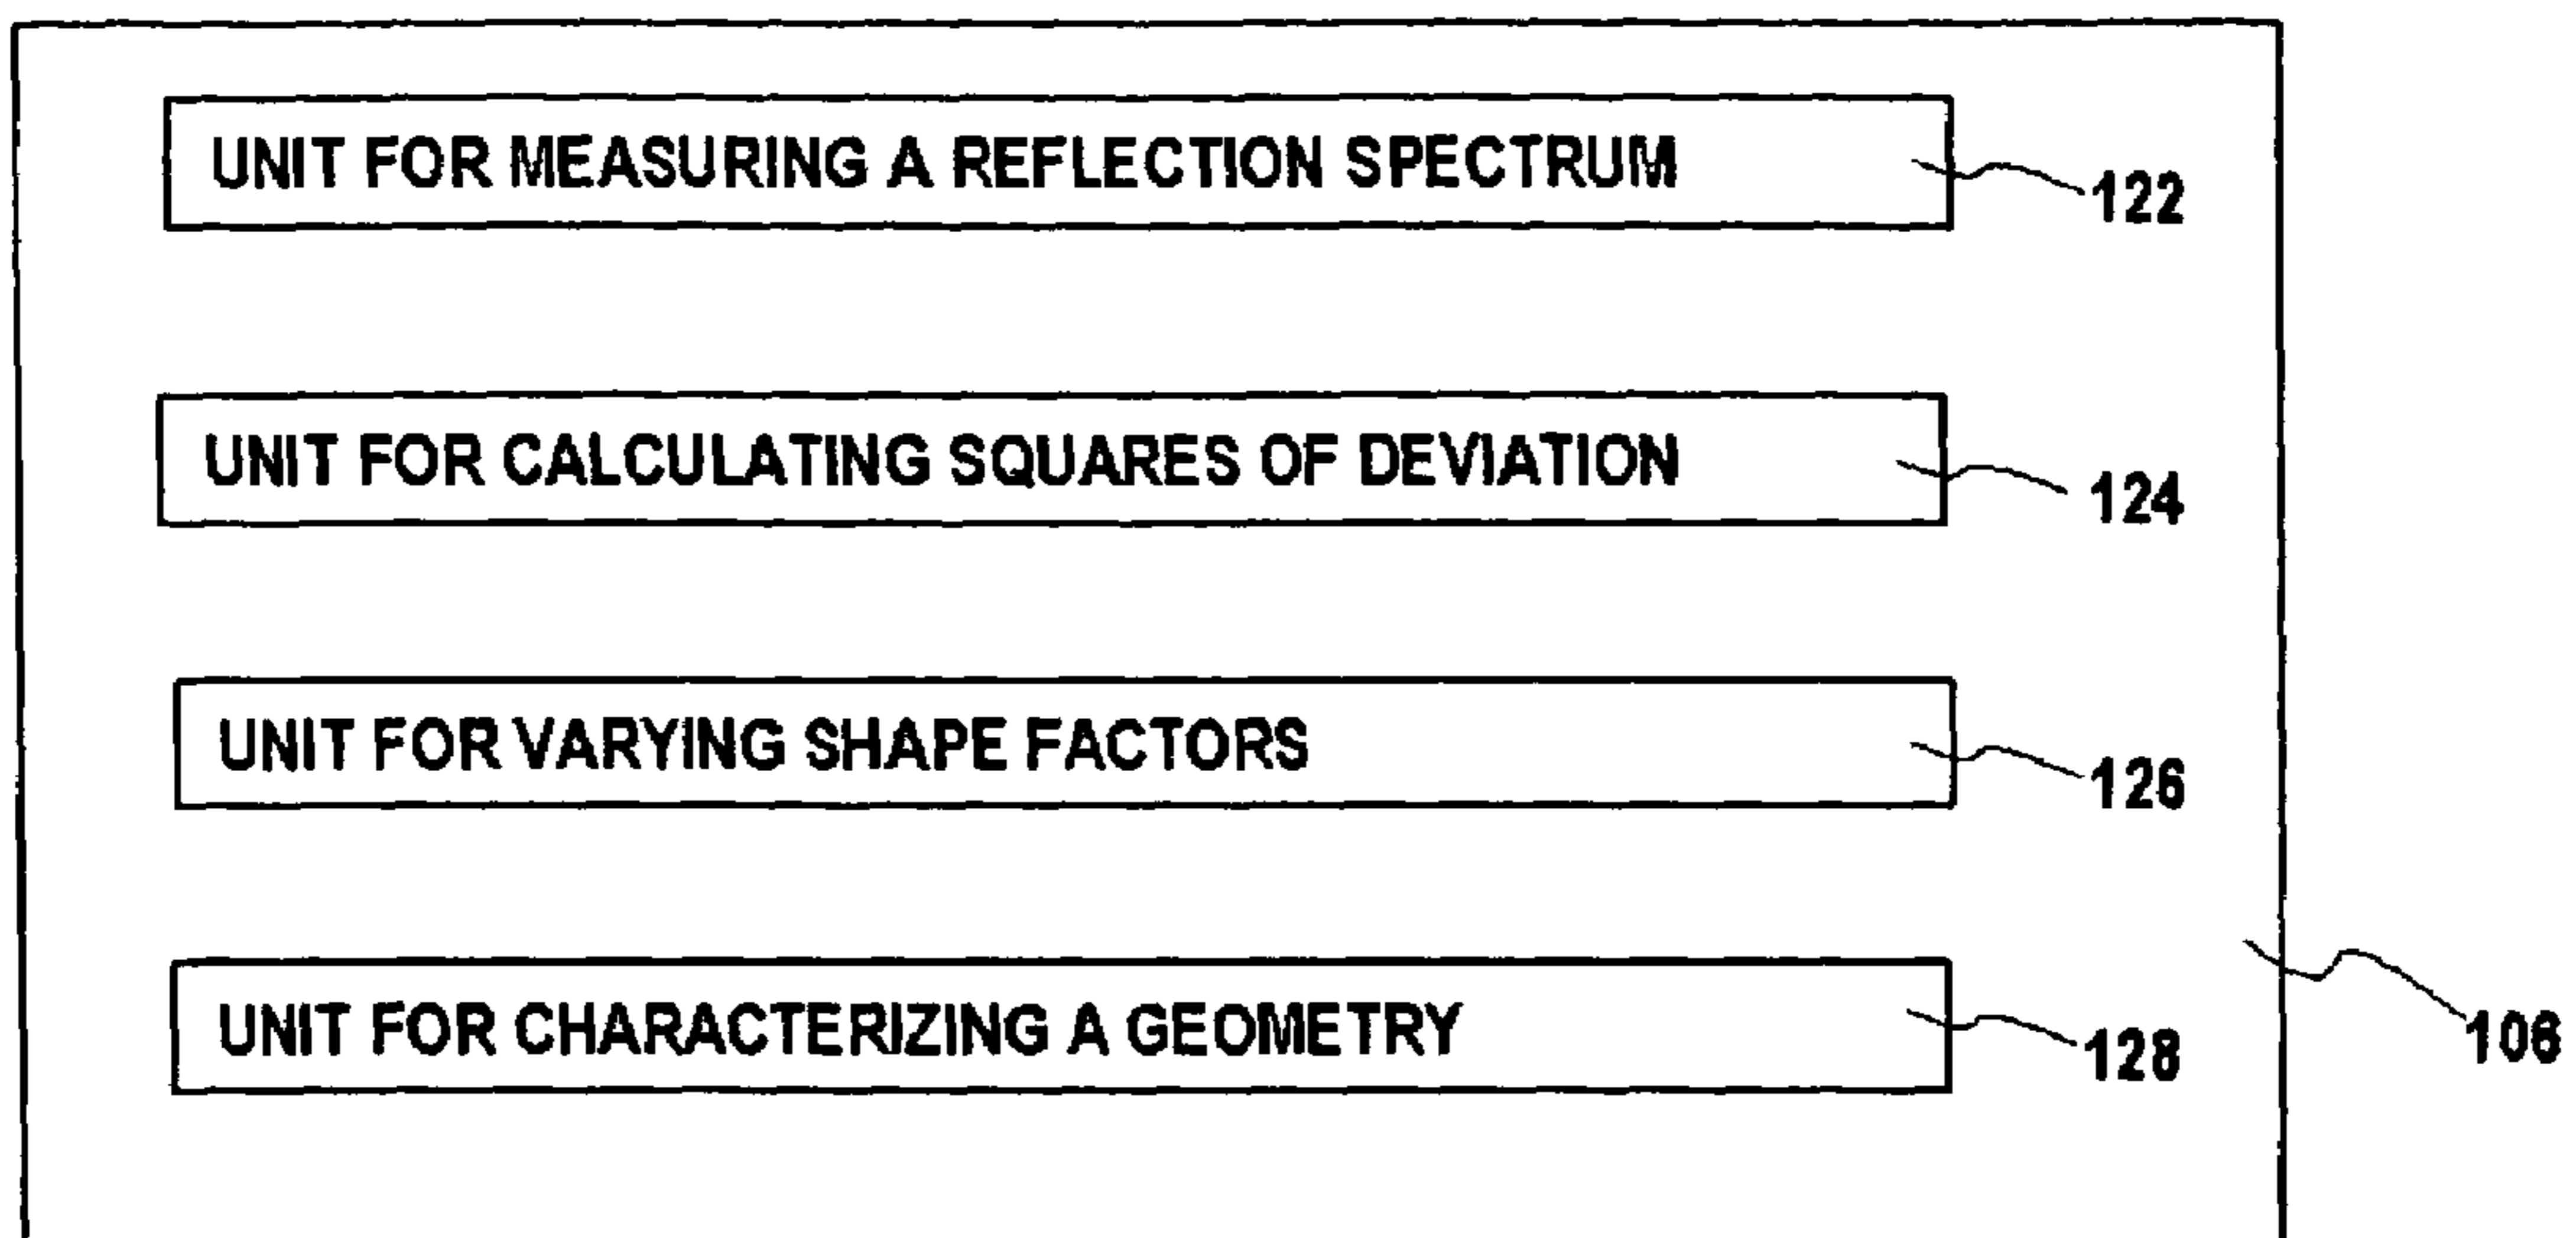 UNIT FOR MEASURING A REFLECTION SPECTRUM
122
UNIT FOR CALCULATING SQUARES OF DEVIATION
124
UNIT FOR VARYING SHAPE FACTORS
126
UNIT FOR CHARACTERIZING A GEOMETRY
128
106